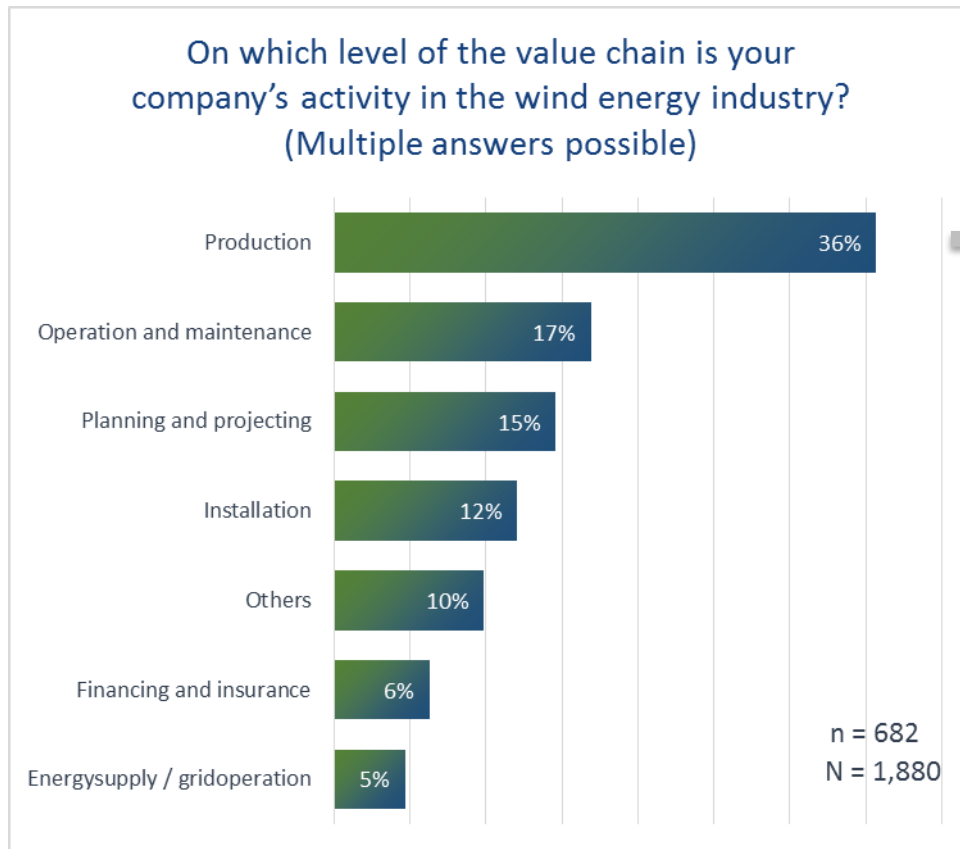 On which level of the value chain is your
company’s activity in the wind energy industry?
(Multiple answers possible)
Production
36%
Operation and maintenance
17%
Planning and projecting
15%
Installation
12%
Others
10%
Financing and insurance
6%
Energysupply / gridoperation
5%
n = 682
N = 1,880